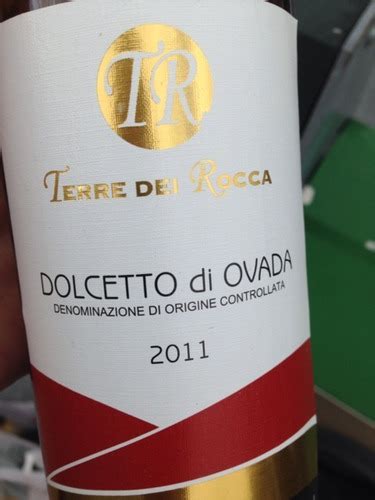 TR
TERRE DEI ROCCA
DOLCETTO di OVADA
DENOMINAZIONE DI ORIGINE CONTROLLATA
2011